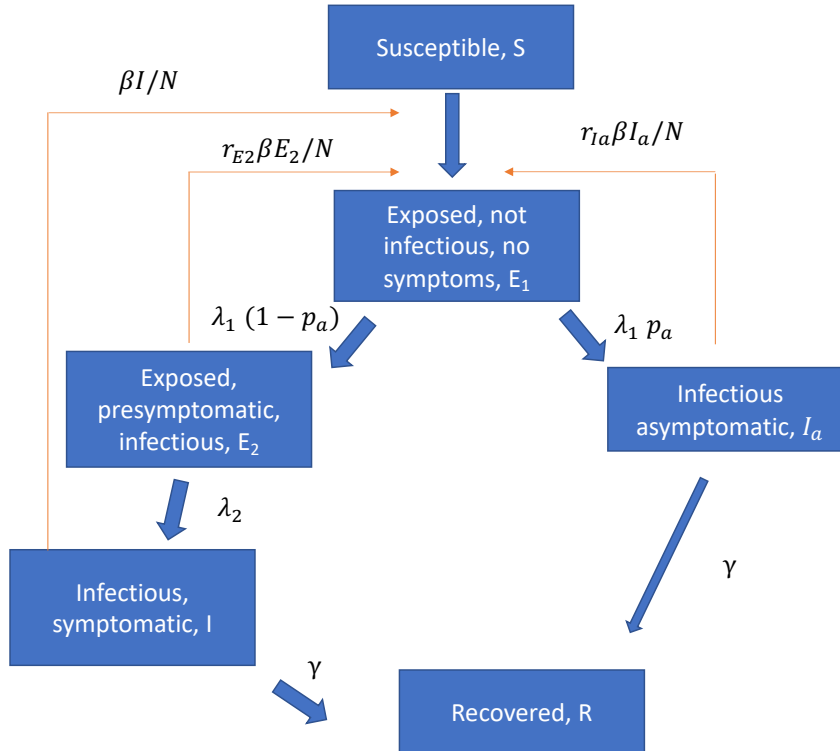 Susceptible, S
βI/N
r_{E2}βE_2/N
r_{Ia}βI_a/N
Exposed, not
infectious, no
symptoms, E_1
λ_1 (1 − p_a)
λ_1 p_a
Exposed,
presymptomatic,
infectious, E_2
Infectious
asymptomatic, I_a
λ_2
Infectious,
symptomatic, I
γ
γ
Recovered, R